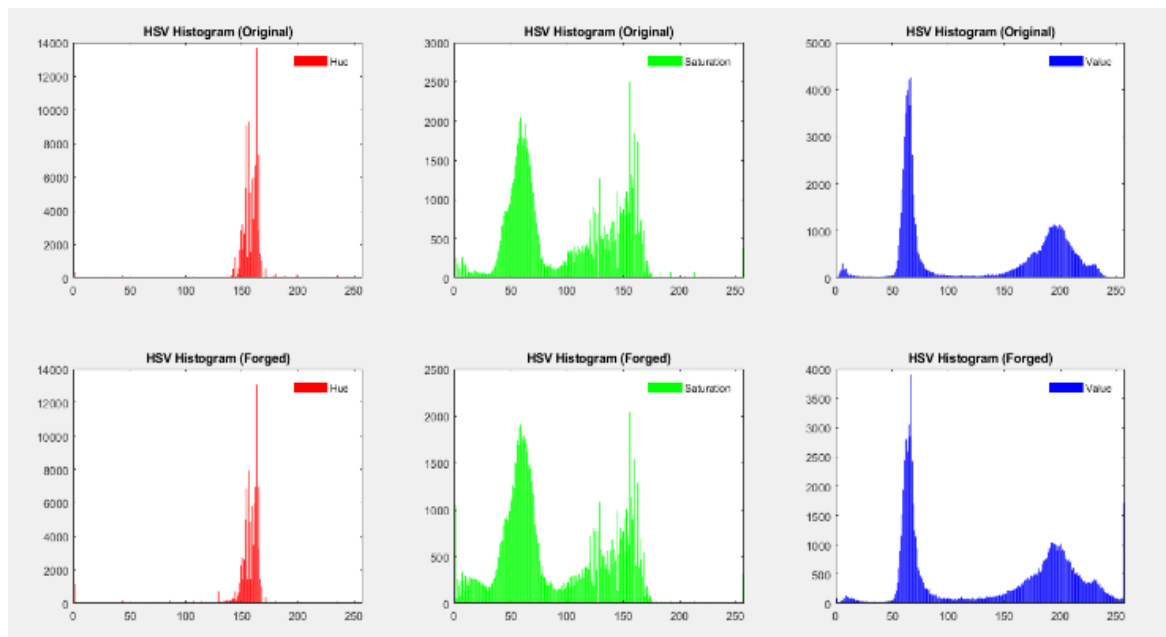 HSV Histogram (Original) HSV Histogram (Original) HSV Histogram (Original)
14000 3000 5000
Hue Saturation Value
12000
2500
10000 4000
2000
8000 3000
1500
6000
2000
1000
4000
1000
2000 500
0 0 0
0 50 100 150 200 250 0 50 100 150 200 250 0 50 100 150 200 250
HSV Histogram (Forged) HSV Histogram (Forged) HSV Histogram (Forged)
14000 2500 4000
Hue Saturation Value
12000 3500
2000
10000 3000
2500
8000 1500
2000
6000
1000
1500
4000
1000
500
2000
500
0 0 0
0 50 100 150 200 250 0 50 100 150 200 250 0 50 100 150 200 250